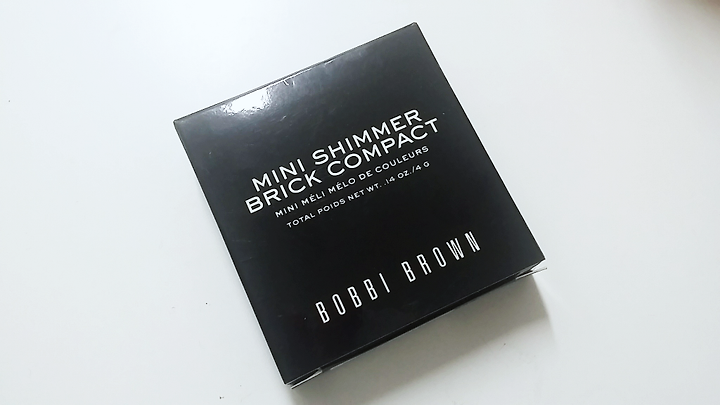 MINI SHIMMER
BRICK COMPACT
MINI MÉLI MÉLO DE COULEURS
TOTAL POIDS NET WT. .14 OZ./4 G
BOBBI BROWN